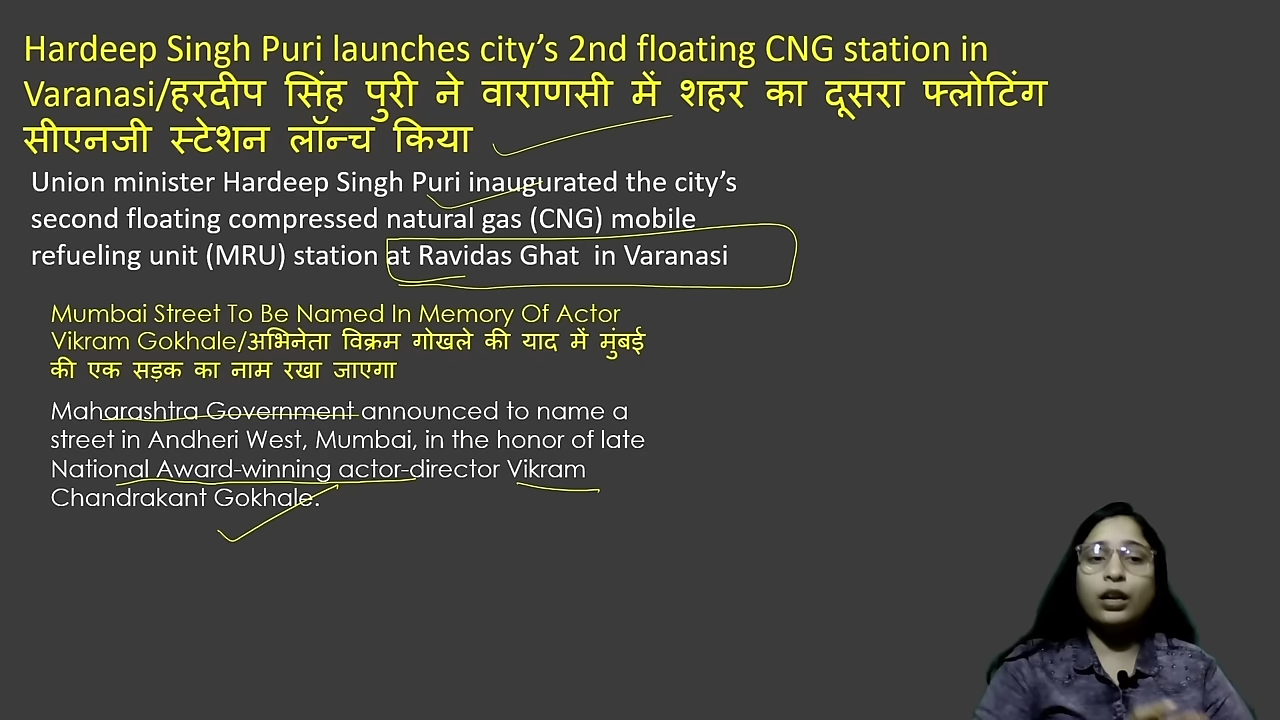 Hardeep Singh Puri launches city’s 2nd floating CNG station in
Varanasi/हरदीप सिंह पुरी ने वाराणसी में शहर का दूसरा फ्लोटिंग
सीएनजी स्टेशन लॉन्च किया
Union minister Hardeep Singh Puri inaugurated the city’s
second floating compressed natural gas (CNG) mobile
refueling unit (MRU) station at Ravidas Ghat in Varanasi
Mumbai Street To Be Named In Memory Of Actor
Vikram Gokhale/अभिनेता विक्रम गोखले की याद में मुंबई
की एक सड़क का नाम रखा जाएगा
Maharashtra Government announced to name a
street in Andheri West, Mumbai, in the honor of late
National Award-winning actor-director Vikram
Chandrakant Gokhale.